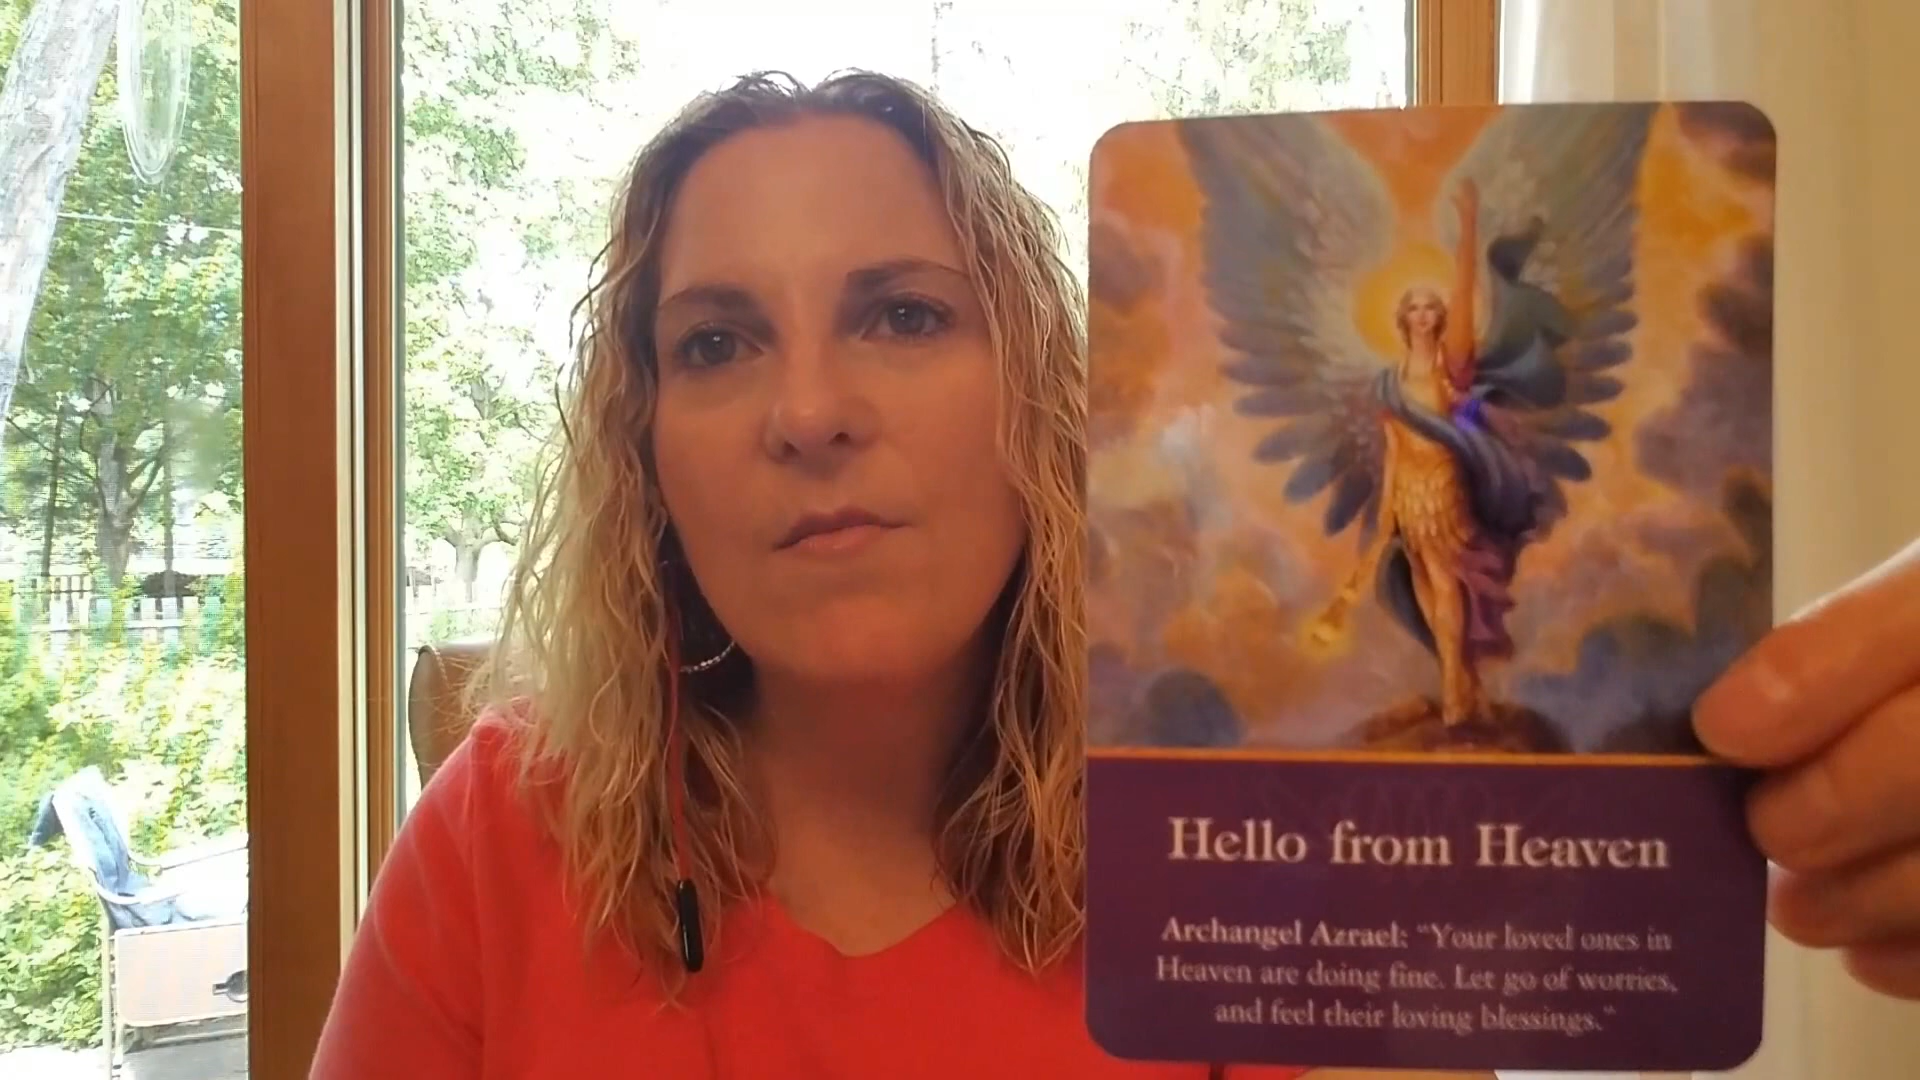 Hello from Heaven
Archangel Azrael: "Your loved ones in
Heaven are doing fine. Let go of worries,
and feel their loving blessings."